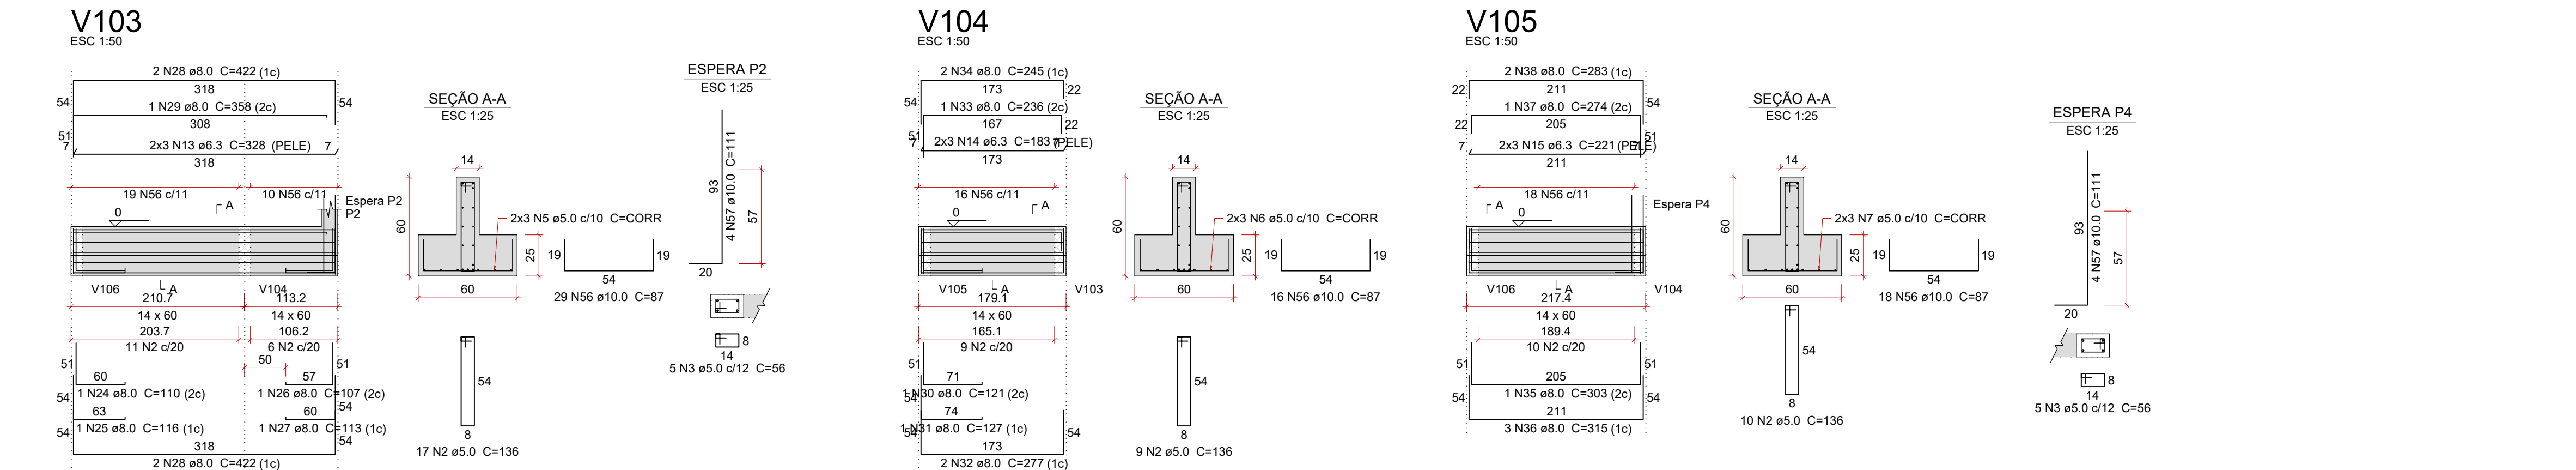 V103
ESC 1:50
2 N28 ø8.0 C=422 (1c)
318
54
54
1 N29 ø8.0 C=358 (2c)
308
51
2x3 N13 ø6.3 C=328 (PELE)
7
7
318
19 N56 c/11
10 N56 c/11
A
0
Espera P2
P2
V106
A
V104
210.7
113.2
14 x 60
14 x 60
203.7
106.2
11 N2 c/20
6 N2 c/20
50
51
51
60
57
1 N24 ø8.0 C=110 (2c)
1 N26 ø8.0 C=107 (2c)
54
54
63
60
1 N25 ø8.0 C=116 (1c)
1 N27 ø8.0 C=113 (1c)
54
54
318
2 N28 ø8.0 C=422 (1c)
SEÇÃO A-A
ESC 1:25
14
60
2x3 N5 ø5.0 c/10 C=CORR
25
60
19
19
54
29 N56 ø10.0 C=87
54
8
17 N2 ø5.0 C=136
ESPERA P2
ESC 1:25
93
4 N57 ø10.0 C=111
57
20
8
14
5 N3 ø5.0 c/12 C=56
V104
ESC 1:50
2 N34 ø8.0 C=245 (1c)
173
54
22
1 N33 ø8.0 C=236 (2c)
167
22
51
2x3 N14 ø6.3 C=183 (PELE)
7
7
173
16 N56 c/11
A
0
V105
A
V103
179.1
14 x 60
165.1
9 N2 c/20
51
71
1 N30 ø8.0 C=121 (2c)
54
74
1 N31 ø8.0 C=127 (1c)
54
54
173
2 N32 ø8.0 C=277 (1c)
SEÇÃO A-A
ESC 1:25
14
60
2x3 N6 ø5.0 c/10 C=CORR
25
60
19
19
54
16 N56 ø10.0 C=87
54
8
9 N2 ø5.0 C=136
V105
ESC 1:50
2 N38 ø8.0 C=283 (1c)
211
22
54
1 N37 ø8.0 C=274 (2c)
205
22
51
2x3 N15 ø6.3 C=221 (PELE)
7
7
211
18 N56 c/11
A
0
Espera P4
V106
A
V104
217.4
14 x 60
189.4
10 N2 c/20
51
51
205
1 N35 ø8.0 C=303 (2c)
54
54
211
3 N36 ø8.0 C=315 (1c)
SEÇÃO A-A
ESC 1:25
14
60
2x3 N7 ø5.0 c/10 C=CORR
25
60
19
19
54
18 N56 ø10.0 C=87
54
8
10 N2 ø5.0 C=136
ESPERA P4
ESC 1:25
93
4 N57 ø10.0 C=111
57
20
8
14
5 N3 ø5.0 c/12 C=56